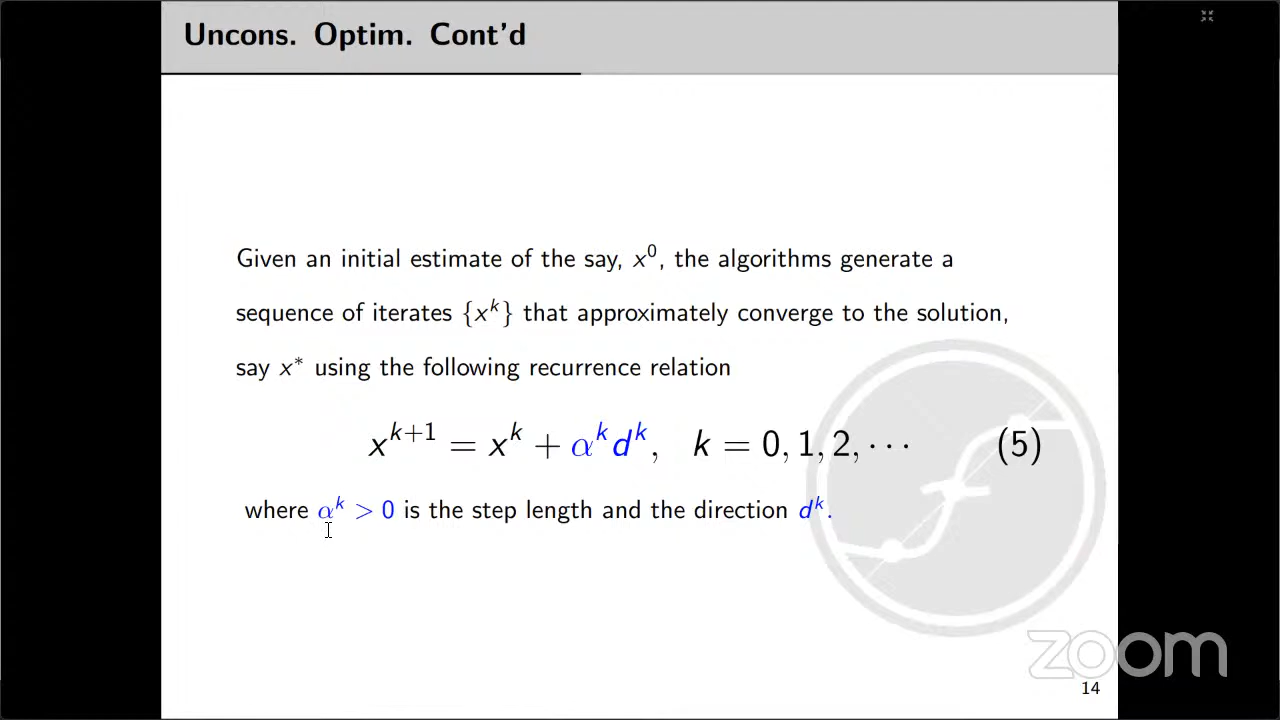 Uncons. Optim. Cont'd
Given an initial estimate of the say, x^0, the algorithms generate a
sequence of iterates {x^k} that approximately converge to the solution,
say x* using the following recurrence relation
x^{k+1} = x^k + α^k d^k, k = 0, 1, 2, ⋯ (5)
where α^k > 0 is the step length and the direction d^k.
zoom
14